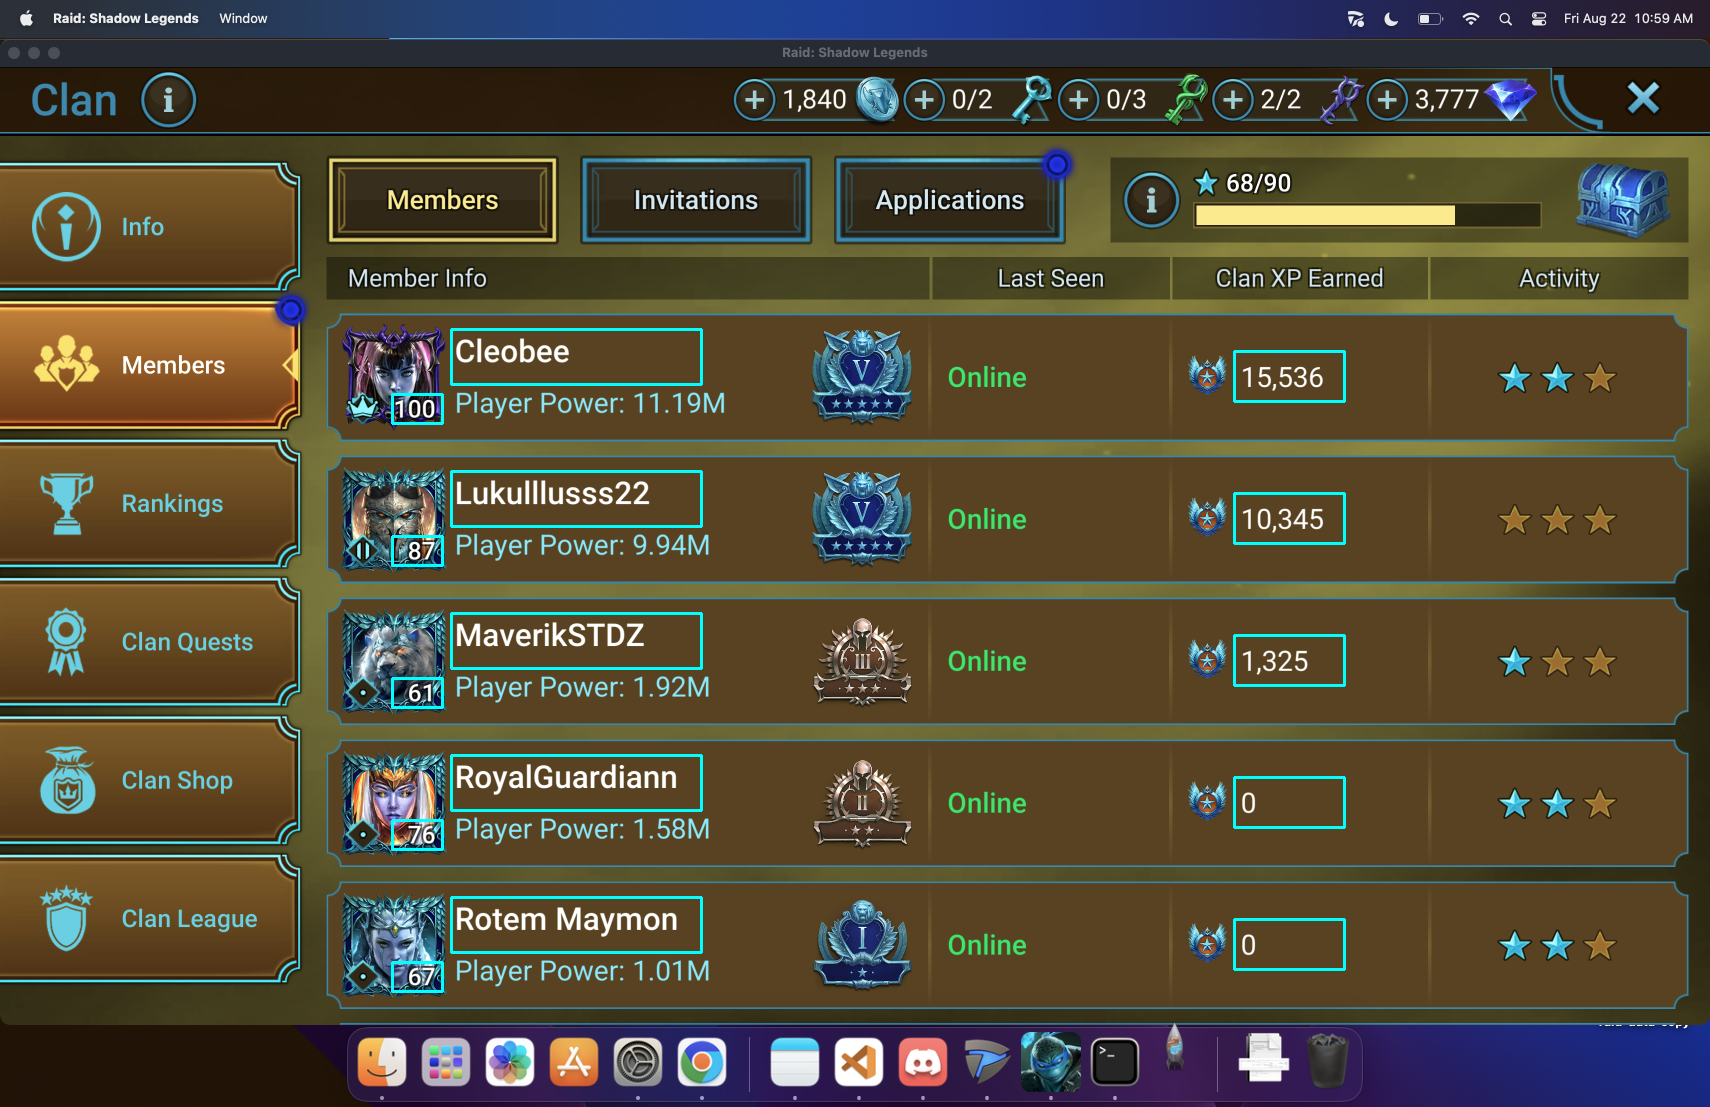 Raid: Shadow Legends Window
Fri Aug 22 10:59 AM
Raid: Shadow Legends
Clan
1,840
0/2
0/3
2/2
3,777
Info
Members
Rankings
Clan Quests
Clan Shop
Clan League
Members
Invitations
Applications
68/90
Member Info
Last Seen
Clan XP Earned
Activity
Cleobee
100
Player Power: 11.19M
V
Online
15,536
Lukulllusss22
87
Player Power: 9.94M
V
Online
10,345
MaverikSTDZ
61
Player Power: 1.92M
III
Online
1,325
RoyalGuardiann
76
Player Power: 1.58M
II
Online
0
Rotem Maymon
67
Player Power: 1.01M
I
Online
0